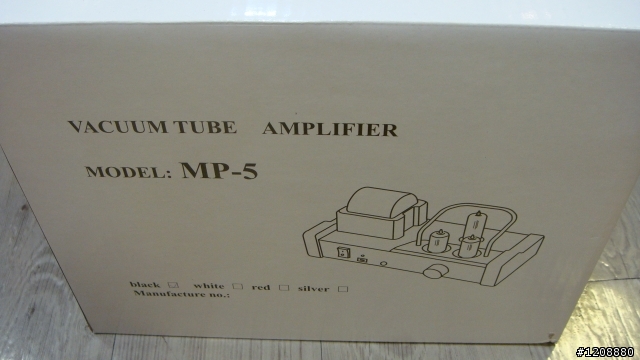 VACUUM TUBE AMPLIFIER
MODEL: MP-5
black ☑ white ☐ red ☐ silver ☐
Manufacture no.:
#1208880